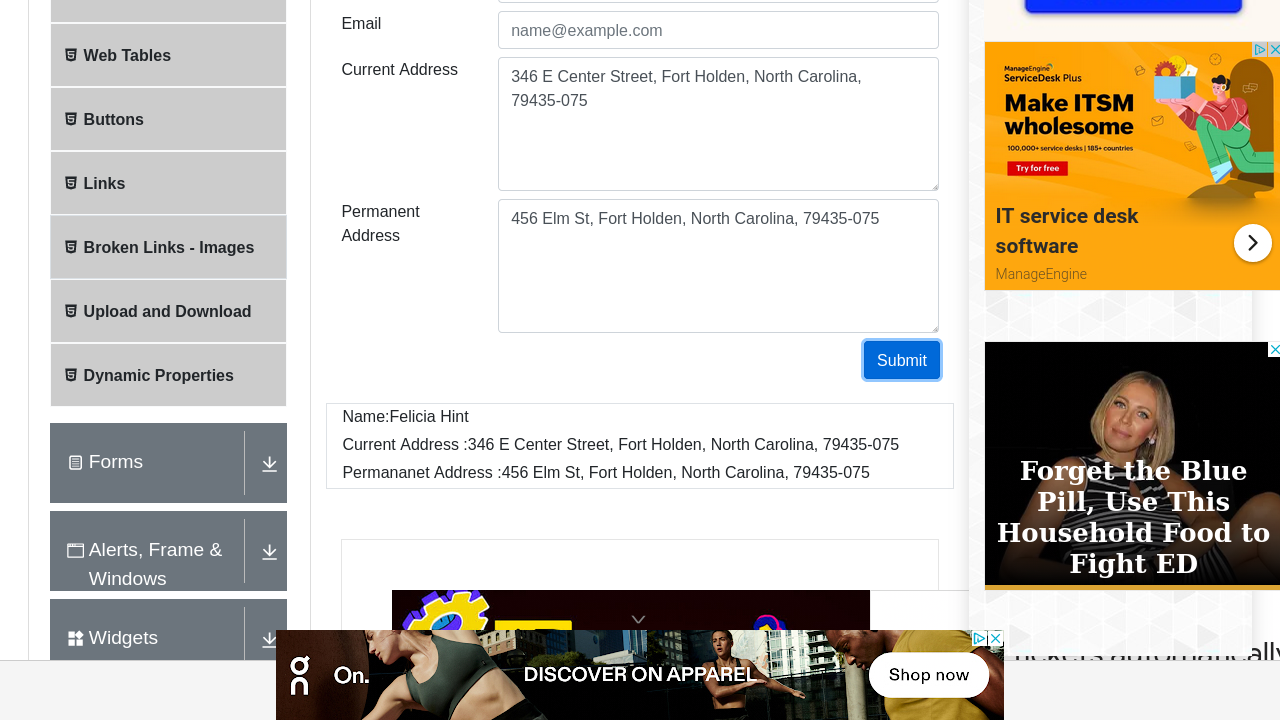 Email
name@example.com
Web Tables
Current Address
346 E Center Street, Fort Holden, North Carolina,
79435-075
Buttons
Links
Permanent
Address
456 Elm St, Fort Holden, North Carolina, 79435-075
Broken Links - Images
Upload and Download
Submit
Dynamic Properties
Name:Felicia Hint
Current Address :346 E Center Street, Fort Holden, North Carolina, 79435-075
Permananet Address :456 Elm St, Fort Holden, North Carolina, 79435-075
Forms
Alerts, Frame &
Windows
Widgets
ManageEngine
ServiceDesk Plus
Make ITSM
wholesome
100,000+ service desks | 185+ countries
Try for free
IT service desk
software
ManageEngine
Forget the Blue
Pill, Use This
Household Food to
Fight ED
On.
DISCOVER ON APPAREL
Shop now